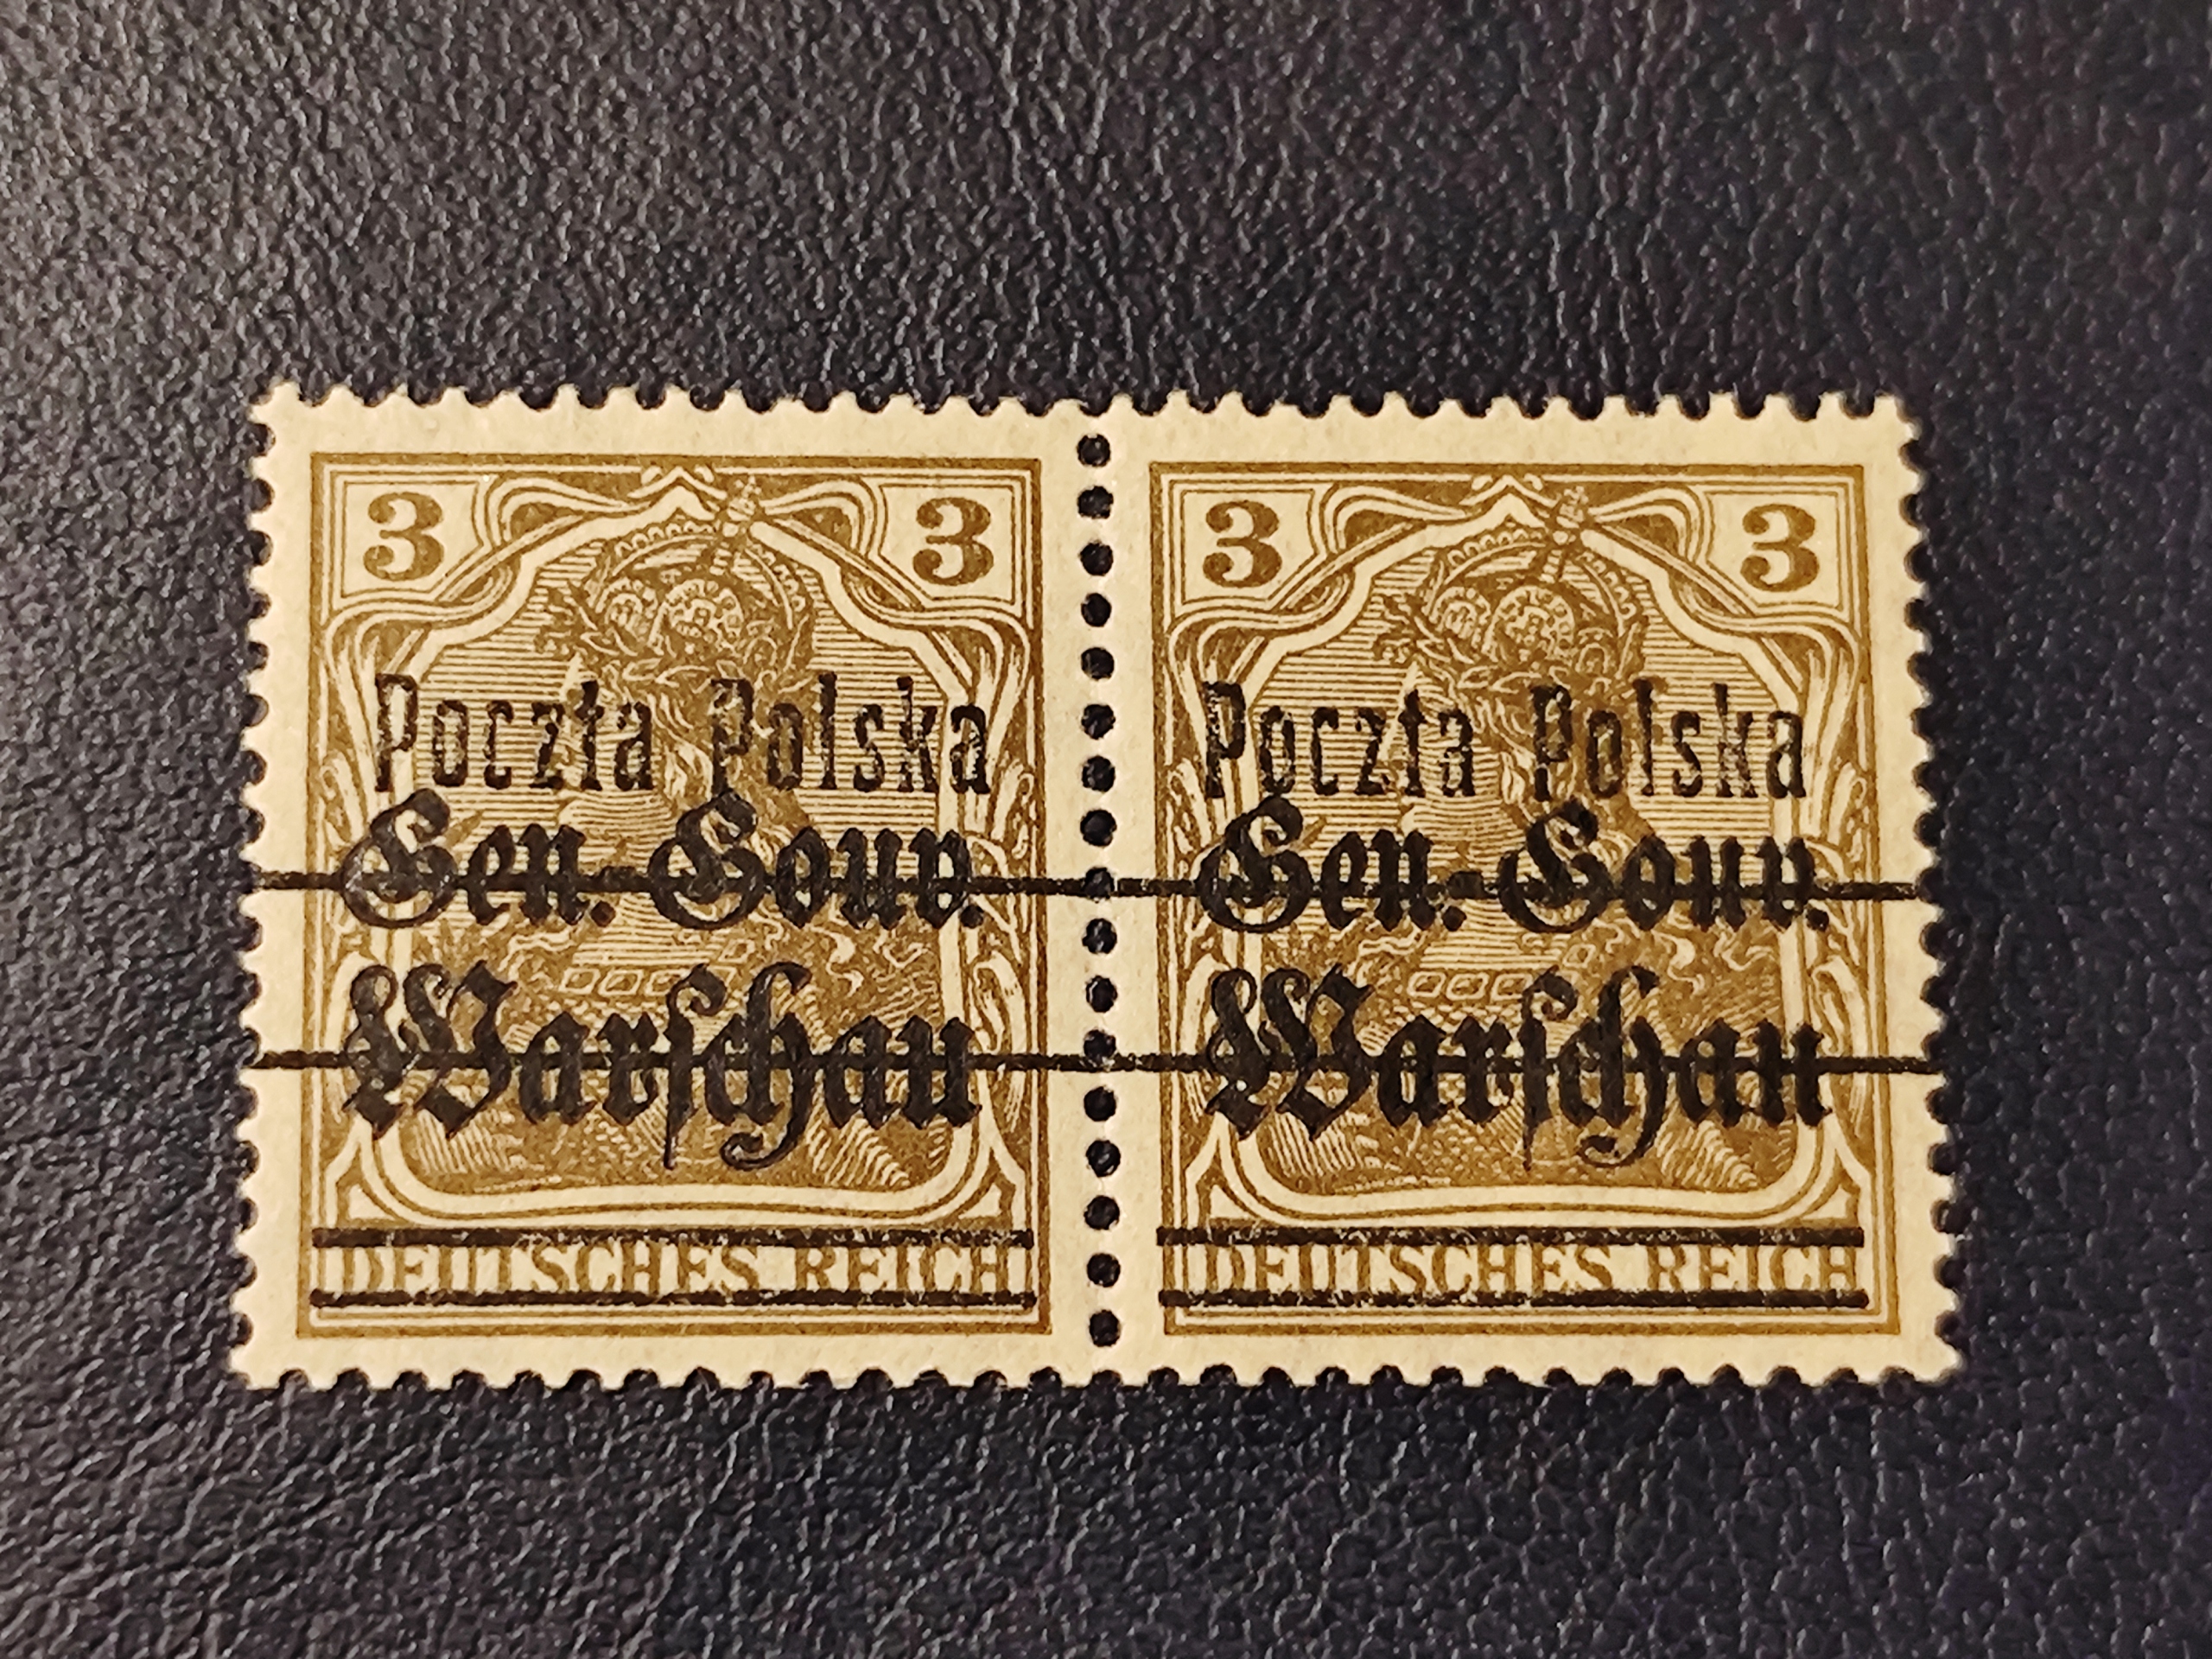 3 3 3 3
Poczta Polska Poczta Polska
Gen.-Gouv. Gen.-Gouv.
Warschau Warschau
DEUTSCHES REICH DEUTSCHES REICH